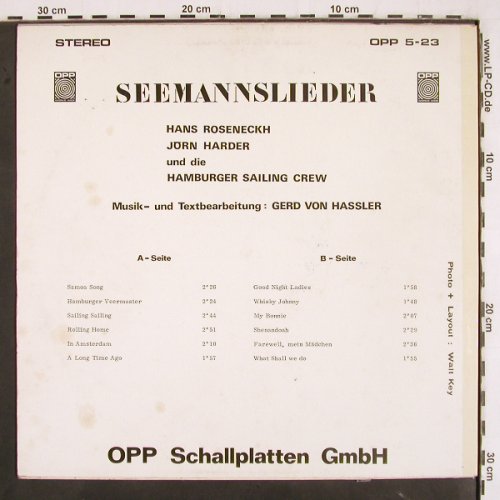 30 cm 20 cm 10 cm
STEREO OPP 5-23
OPP OPP
SEEMANNSLIEDER
HANS ROSENECKH
JÖRN HARDER
und die
HAMBURGER SAILING CREW
Musik- und Textbearbeitung: GERD VON HASSLER
A-Seite
Samoa Song 2"26
Hamburger Veermaster 2"24
Sailing Sailing 2"44
Rolling Home 2"51
In Amsterdam 2"10
A Long Time Ago 1"57
B-Seite
Good Night Ladies 1"58
Whisky Johnny 1"48
My Bonnie 2"07
Shenandoah 2"29
Farewell, mein Mädchen 2"36
What Shall we do 1"55
Photo + Layout: Walt Key
OPP Schallplatten GmbH
www.LP-CD.de
10 cm
20 cm
30 cm